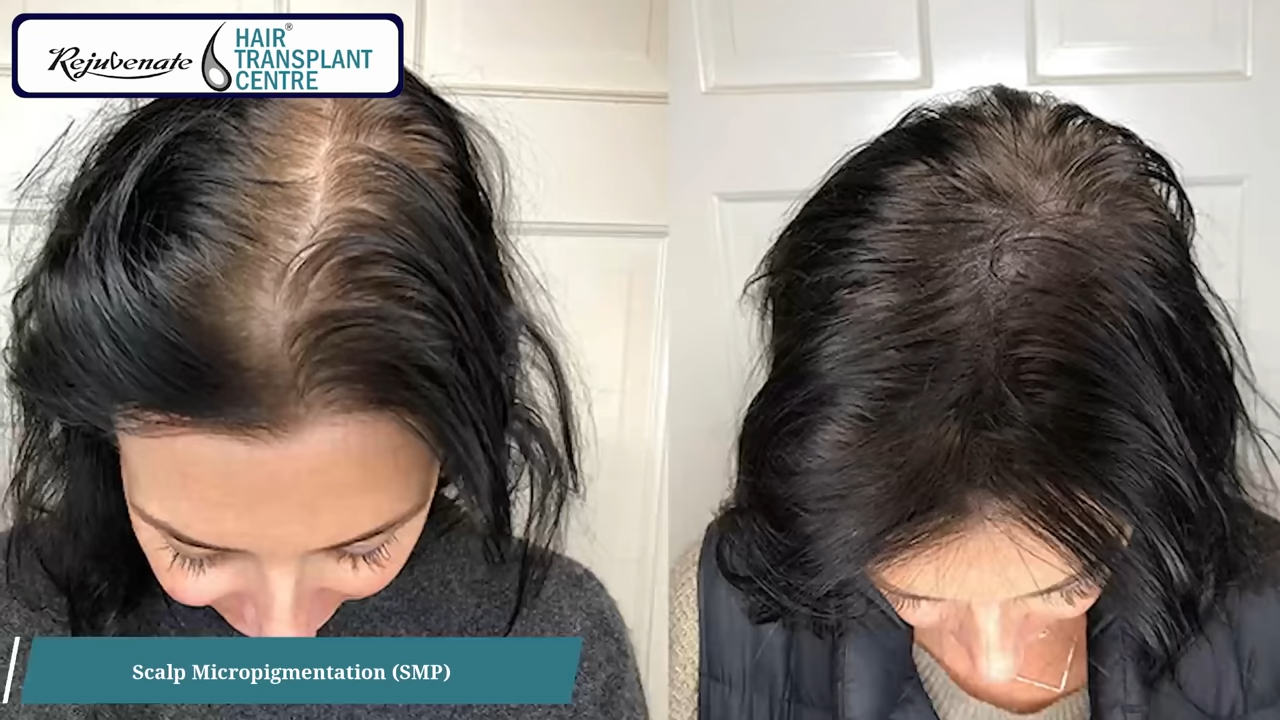 Rejuvenate
HAIR®
TRANSPLANT
CENTRE
Scalp Micropigmentation (SMP)